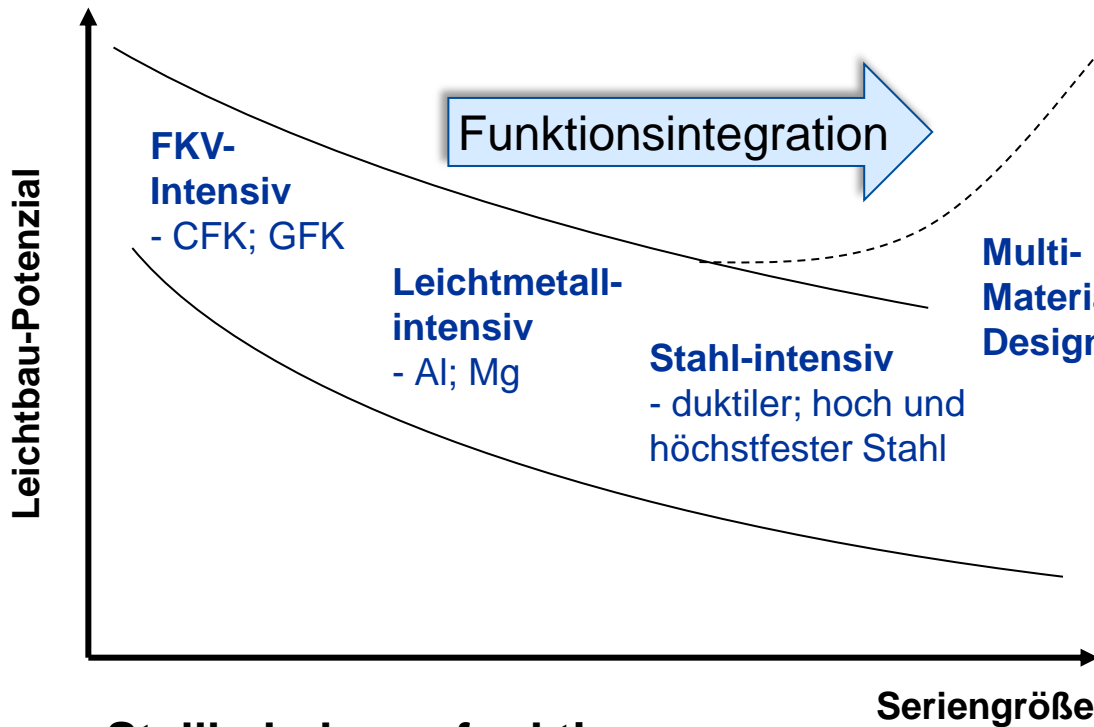 Leichtbau-Potenzial
Funktionsintegration
FKV-
Intensiv
- CFK; GFK
Leichtmetall-
intensiv
- Al; Mg
Stahl-intensiv
- duktiler; hoch und
höchstfester Stahl
Multi-
Design
Seriengröße